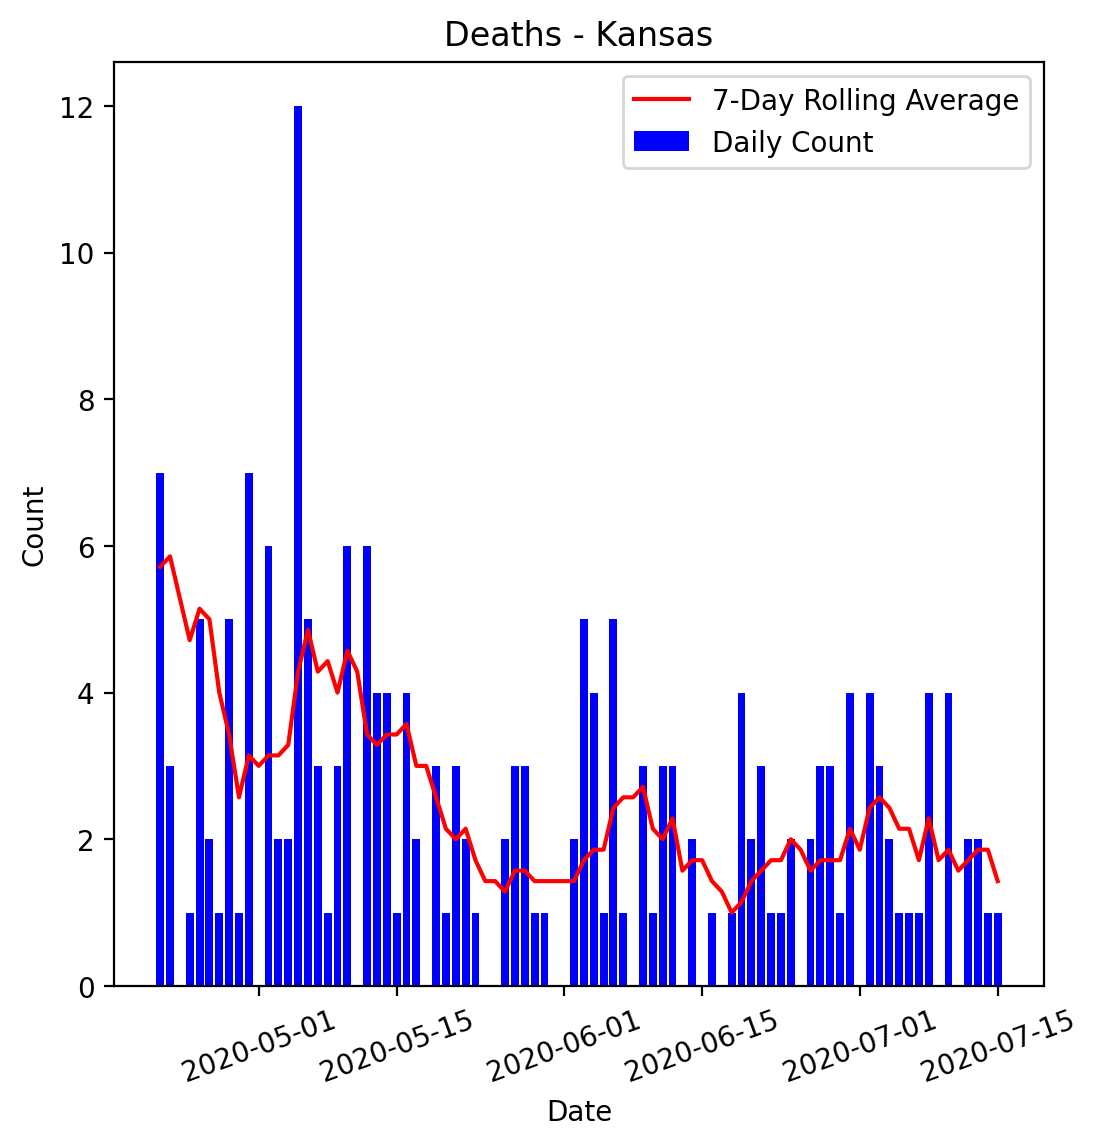 Deaths - Kansas
7-Day Rolling Average
Daily Count
12
10
8
6
4
2
0
Count
2020-05-01
2020-05-15
2020-06-01
2020-06-15
2020-07-01
2020-07-15
Date